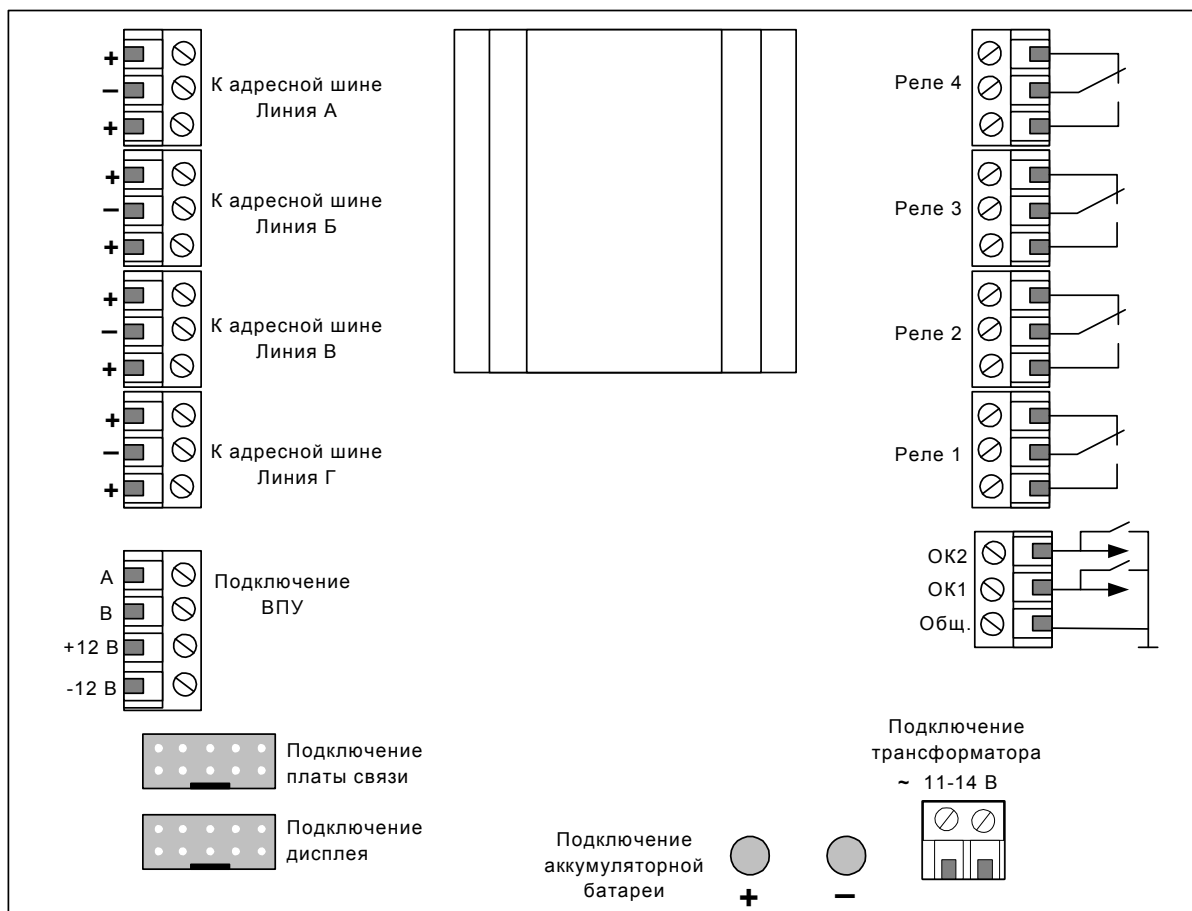 +
–
+
К адресной шине
Линия А
+
–
+
К адресной шине
Линия Б
+
–
+
К адресной шине
Линия В
+
–
+
К адресной шине
Линия Г
А
В
+12 В
-12 В
Подключение
ВПУ
Подключение
платы связи
Подключение
дисплея
Подключение
аккумуляторной
батареи
+
–
Реле 4
Реле 3
Реле 2
Реле 1
ОК2
ОК1
Общ.
Подключение
трансформатора
~ 11-14 В